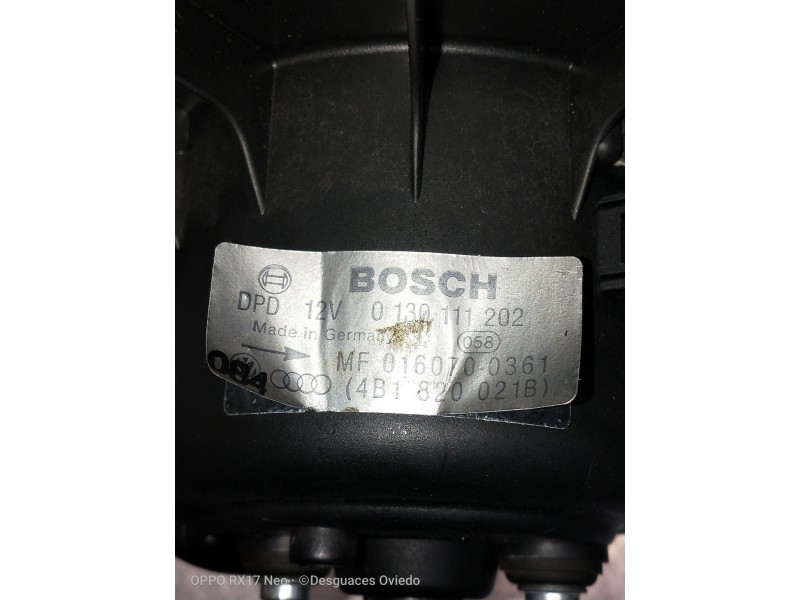 BOSCH
DPD 12V 0 130 111 202
Made in Germany 058
MF 016070-0361
084
(4B1 820 021B)
OPPO RX17 Neo ©Desguaces Oviedo